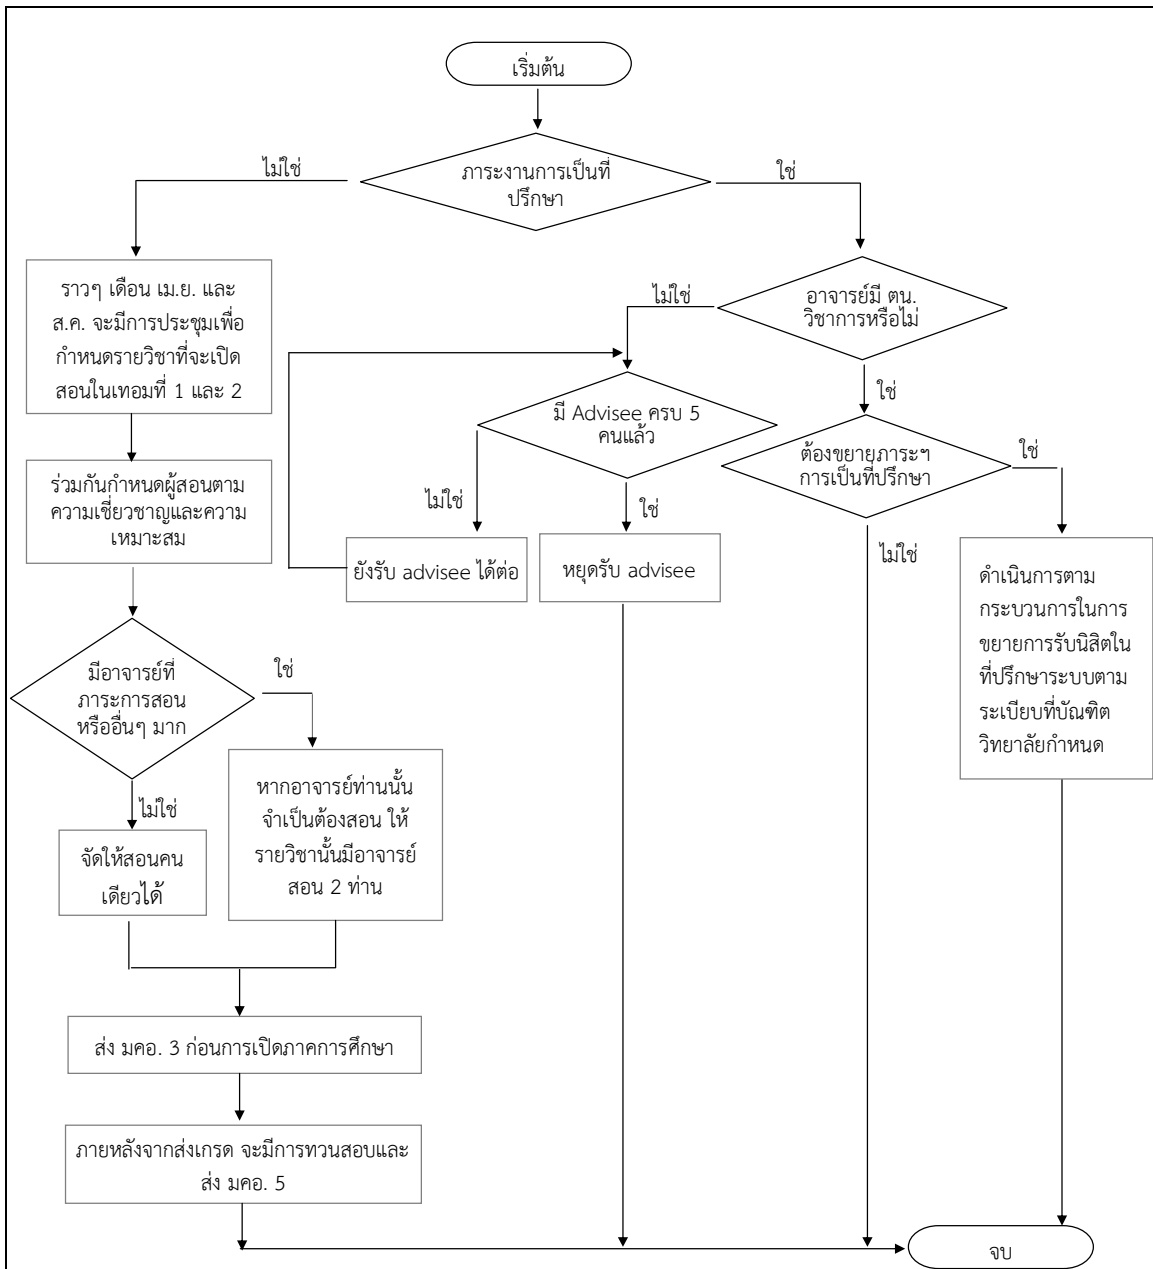 เริ่มต้น
ภาระงานการเป็นที่
ปรึกษา
ไม่ใช่
ใช่
ราวๆ เดือน เม.ย. และ
ส.ค. จะมีการประชุมเพื่อ
กำหนดรายวิชาที่จะเปิด
สอนในเทอมที่ 1 และ 2
อาจารย์มี ตน.
วิชาการหรือไม่
ไม่ใช่
ใช่
มี Advisee ครบ 5
คนแล้ว
ไม่ใช่
ใช่
ต้องขยายภาระฯ
การเป็นที่ปรึกษา
ใช่
ไม่ใช่
ร่วมกันกำหนดผู้สอนตาม
ความเชี่ยวชาญและความ
เหมาะสม
ยังรับ advisee ได้ต่อ
หยุดรับ advisee
ดำเนินการตาม
กระบวนการในการ
ขยายการรับนิสิตใน
ที่ปรึกษาระบบตาม
ระเบียบที่บัณฑิต
วิทยาลัยกำหนด
มีอาจารย์ที่
ภาระการสอน
หรืออื่นๆ มาก
ใช่
ไม่ใช่
หากอาจารย์ท่านนั้น
จำเป็นต้องสอน ให้
รายวิชานั้นมีอาจารย์
สอน 2 ท่าน
จัดให้สอนคน
เดียวได้
ส่ง มคอ. 3 ก่อนการเปิดภาคการศึกษา
ภายหลังจากส่งเกรด จะมีการทวนสอบและ
ส่ง มคอ. 5
จบ